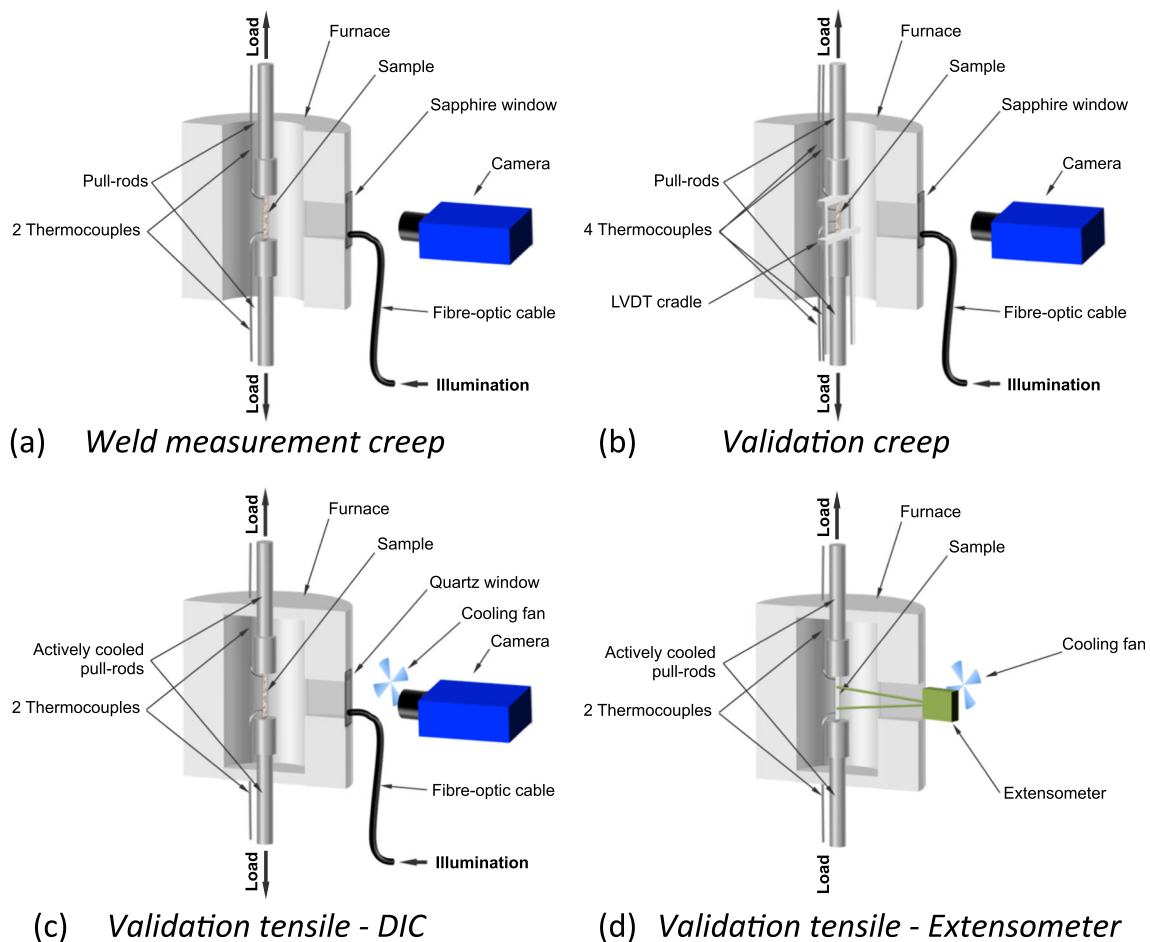 Load
Furnace
Sample
Sapphire window
Camera
Pull-rods
2 Thermocouples
Fibre-optic cable
Illumination
Load
(a) Weld measurement creep
Load
Furnace
Sample
Sapphire window
Camera
Pull-rods
4 Thermocouples
LVDT cradle
Fibre-optic cable
Illumination
Load
(b) Validation creep
Load
Furnace
Sample
Quartz window
Cooling fan
Camera
Actively cooled
pull-rods
2 Thermocouples
Fibre-optic cable
Illumination
Load
(c) Validation tensile - DIC
Load
Furnace
Sample
Cooling fan
Actively cooled
pull-rods
2 Thermocouples
Extensometer
Load
(d) Validation tensile - Extensometer